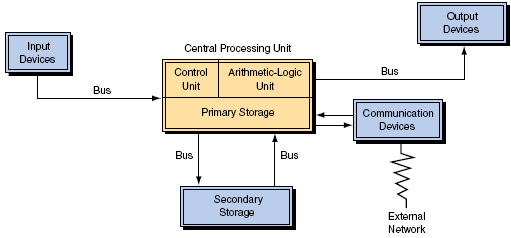 Output
Devices
Input
Devices
Central Processing Unit
Control
Unit
Arithmetic-Logic
Unit
Bus
Bus
Primary Storage
Communication
Devices
Bus
Bus
Secondary
Storage
External
Network